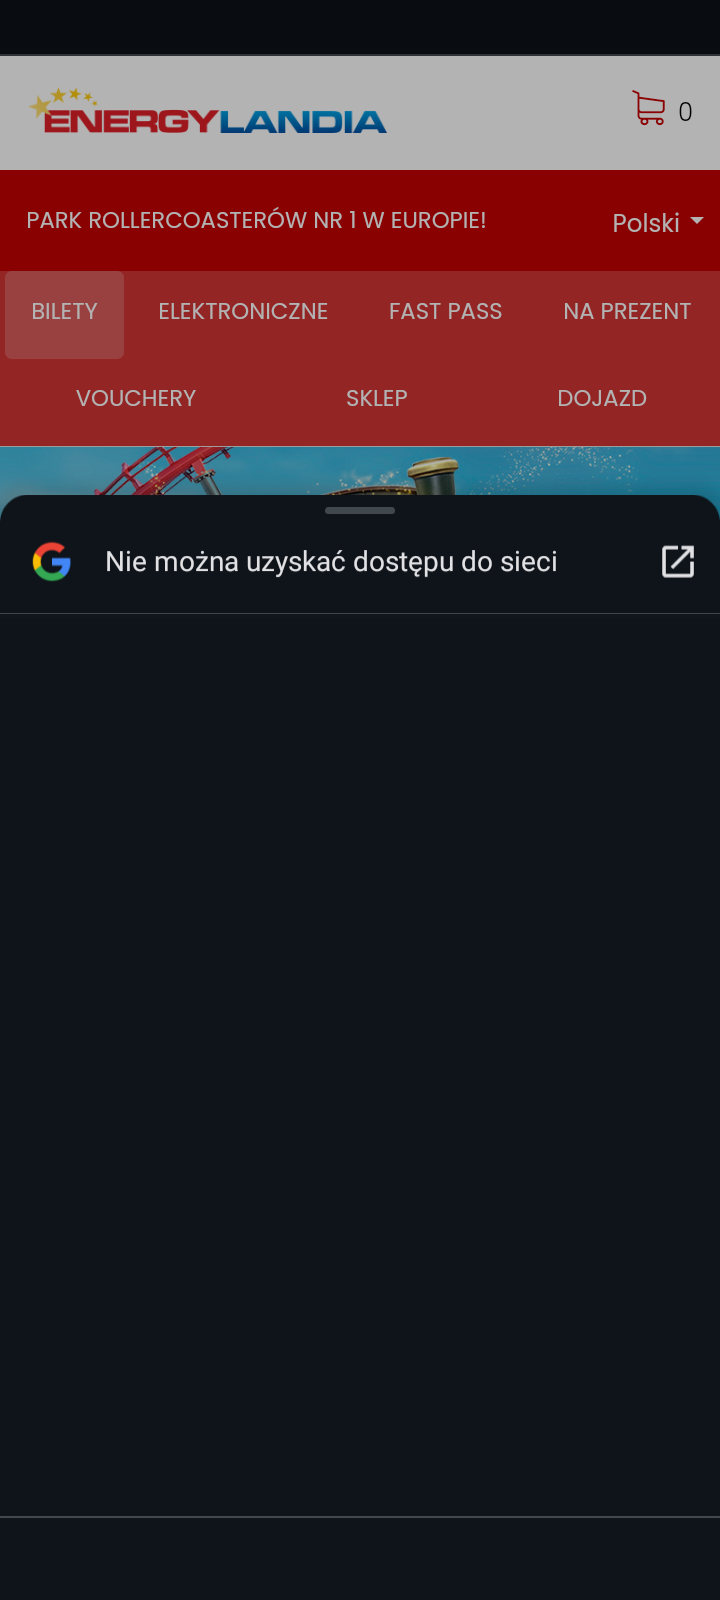 ENERGYLANDIA
0
PARK ROLLERCOASTERÓW NR 1 W EUROPIE!
Polski
BILETY ELEKTRONICZNE FAST PASS NA PREZENT
VOUCHERY SKLEP DOJAZD
Nie można uzyskać dostępu do sieci